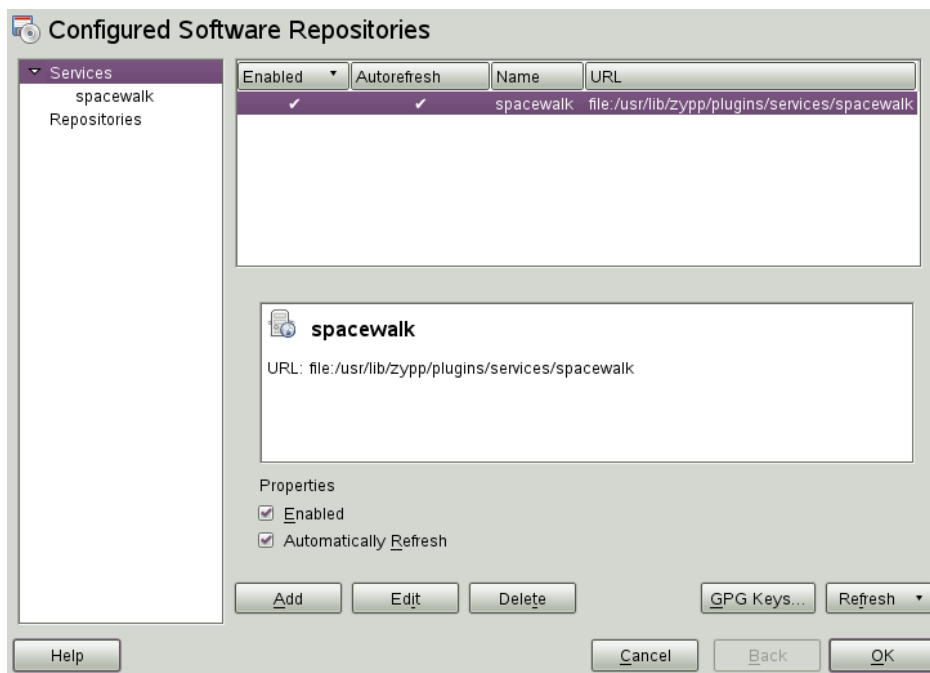 Configured Software Repositories
Services
spacewalk
Repositories
Enabled Autorefresh Name URL
spacewalk file:/usr/lib/zypp/plugins/services/spacewalk
spacewalk
URL: file:/usr/lib/zypp/plugins/services/spacewalk
Properties
Enabled
Automatically Refresh
Add Edit Delete GPG Keys... Refresh
Help Cancel Back OK